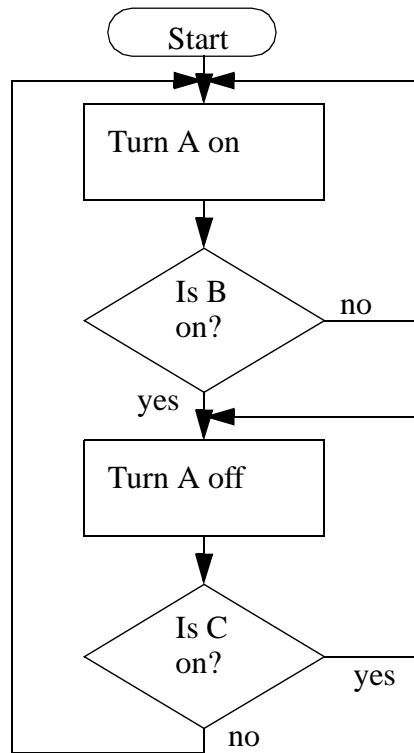 Start
Turn A on
Is B
on?
no
yes
Turn A off
Is C
on?
yes
no